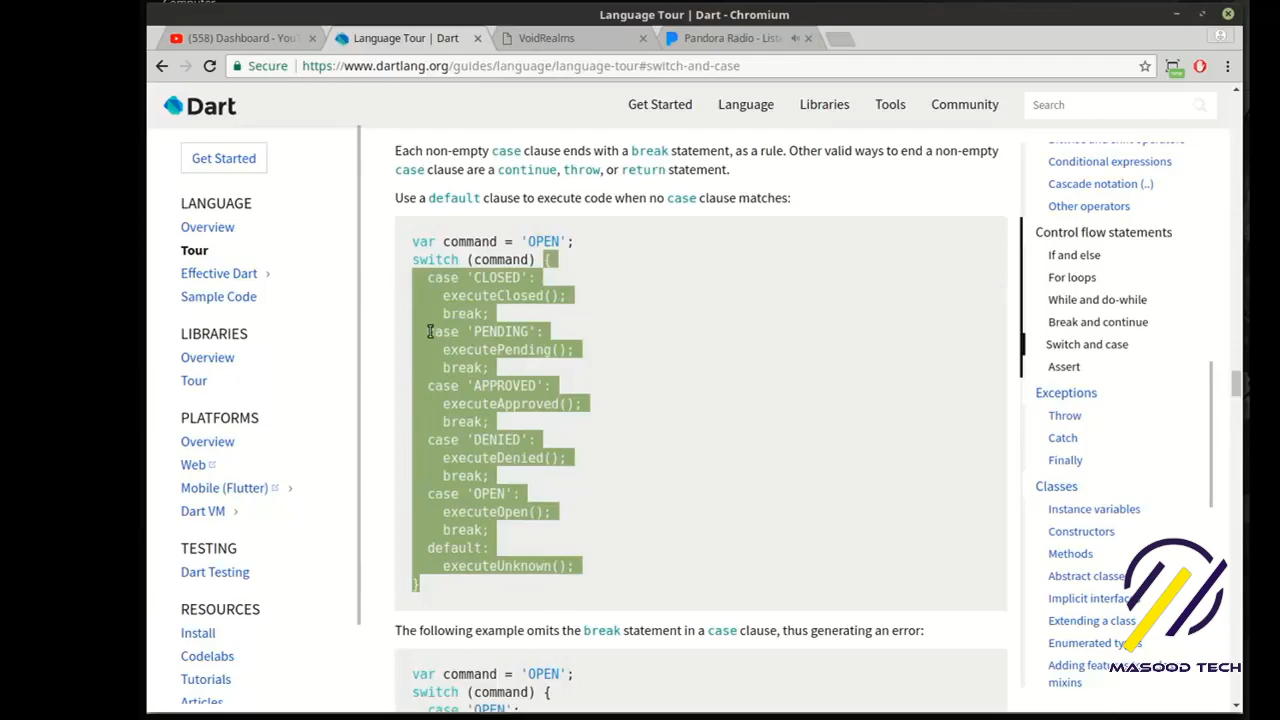 Language Tour | Dart - Chromium
(558) Dashboard - You
Language Tour | Dart
VoidRealms
Pandora Radio - List
Secure
https://www.dartlang.org/guides/language/language-tour#switch-and-case
Dart
Get Started
Language
Libraries
Tools
Community
Search
Get Started
LANGUAGE
Overview
Tour
Effective Dart
Sample Code
LIBRARIES
Overview
Tour
PLATFORMS
Overview
Web
Mobile (Flutter)
Dart VM
TESTING
Dart Testing
RESOURCES
Install
Codelabs
Tutorials
Articles
Each non-empty case clause ends with a break statement, as a rule. Other valid ways to end a non-empty
case clause are a continue, throw, or return statement.
Use a default clause to execute code when no case clause matches:
var command = 'OPEN';
switch (command) {
case 'CLOSED':
executeClosed();
break;
case 'PENDING':
executePending();
break;
case 'APPROVED':
executeApproved();
break;
case 'DENIED':
executeDenied();
break;
case 'OPEN':
executeOpen();
break;
default:
executeUnknown();
}
The following example omits the break statement in a case clause, thus generating an error:
var command = 'OPEN';
switch (command) {
case 'OPEN':
Conditional expressions
Cascade notation (..)
Other operators
Control flow statements
If and else
For loops
While and do-while
Break and continue
Switch and case
Assert
Exceptions
Throw
Catch
Finally
Classes
Instance variables
Constructors
Methods
Abstract classe
Implicit interfac
Extending a class
Enumerated ty
Adding feat
mixins
MASOOD TECH